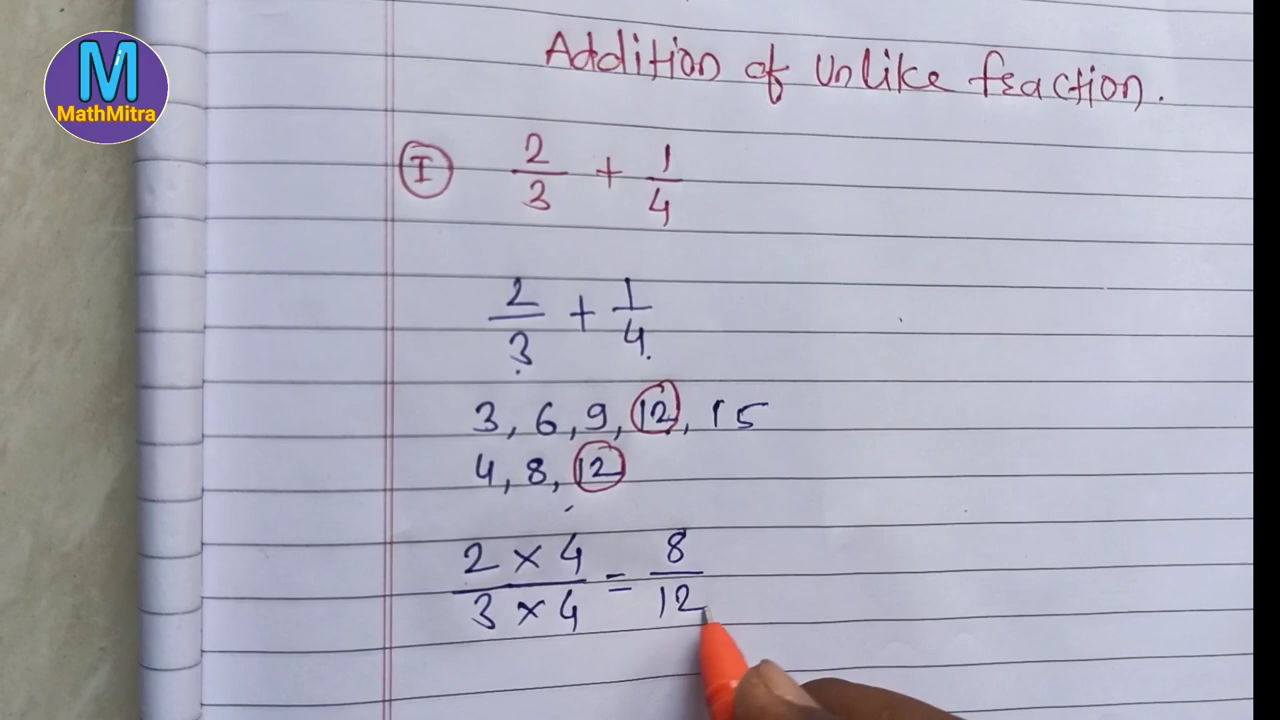 M
MathMitra
Addition of Unlike fraction.
I 2/3 + 1/4
2/3 + 1/4
3, 6, 9, 12, 15
4, 8, 12
2 × 4 / 3 × 4 = 8/12